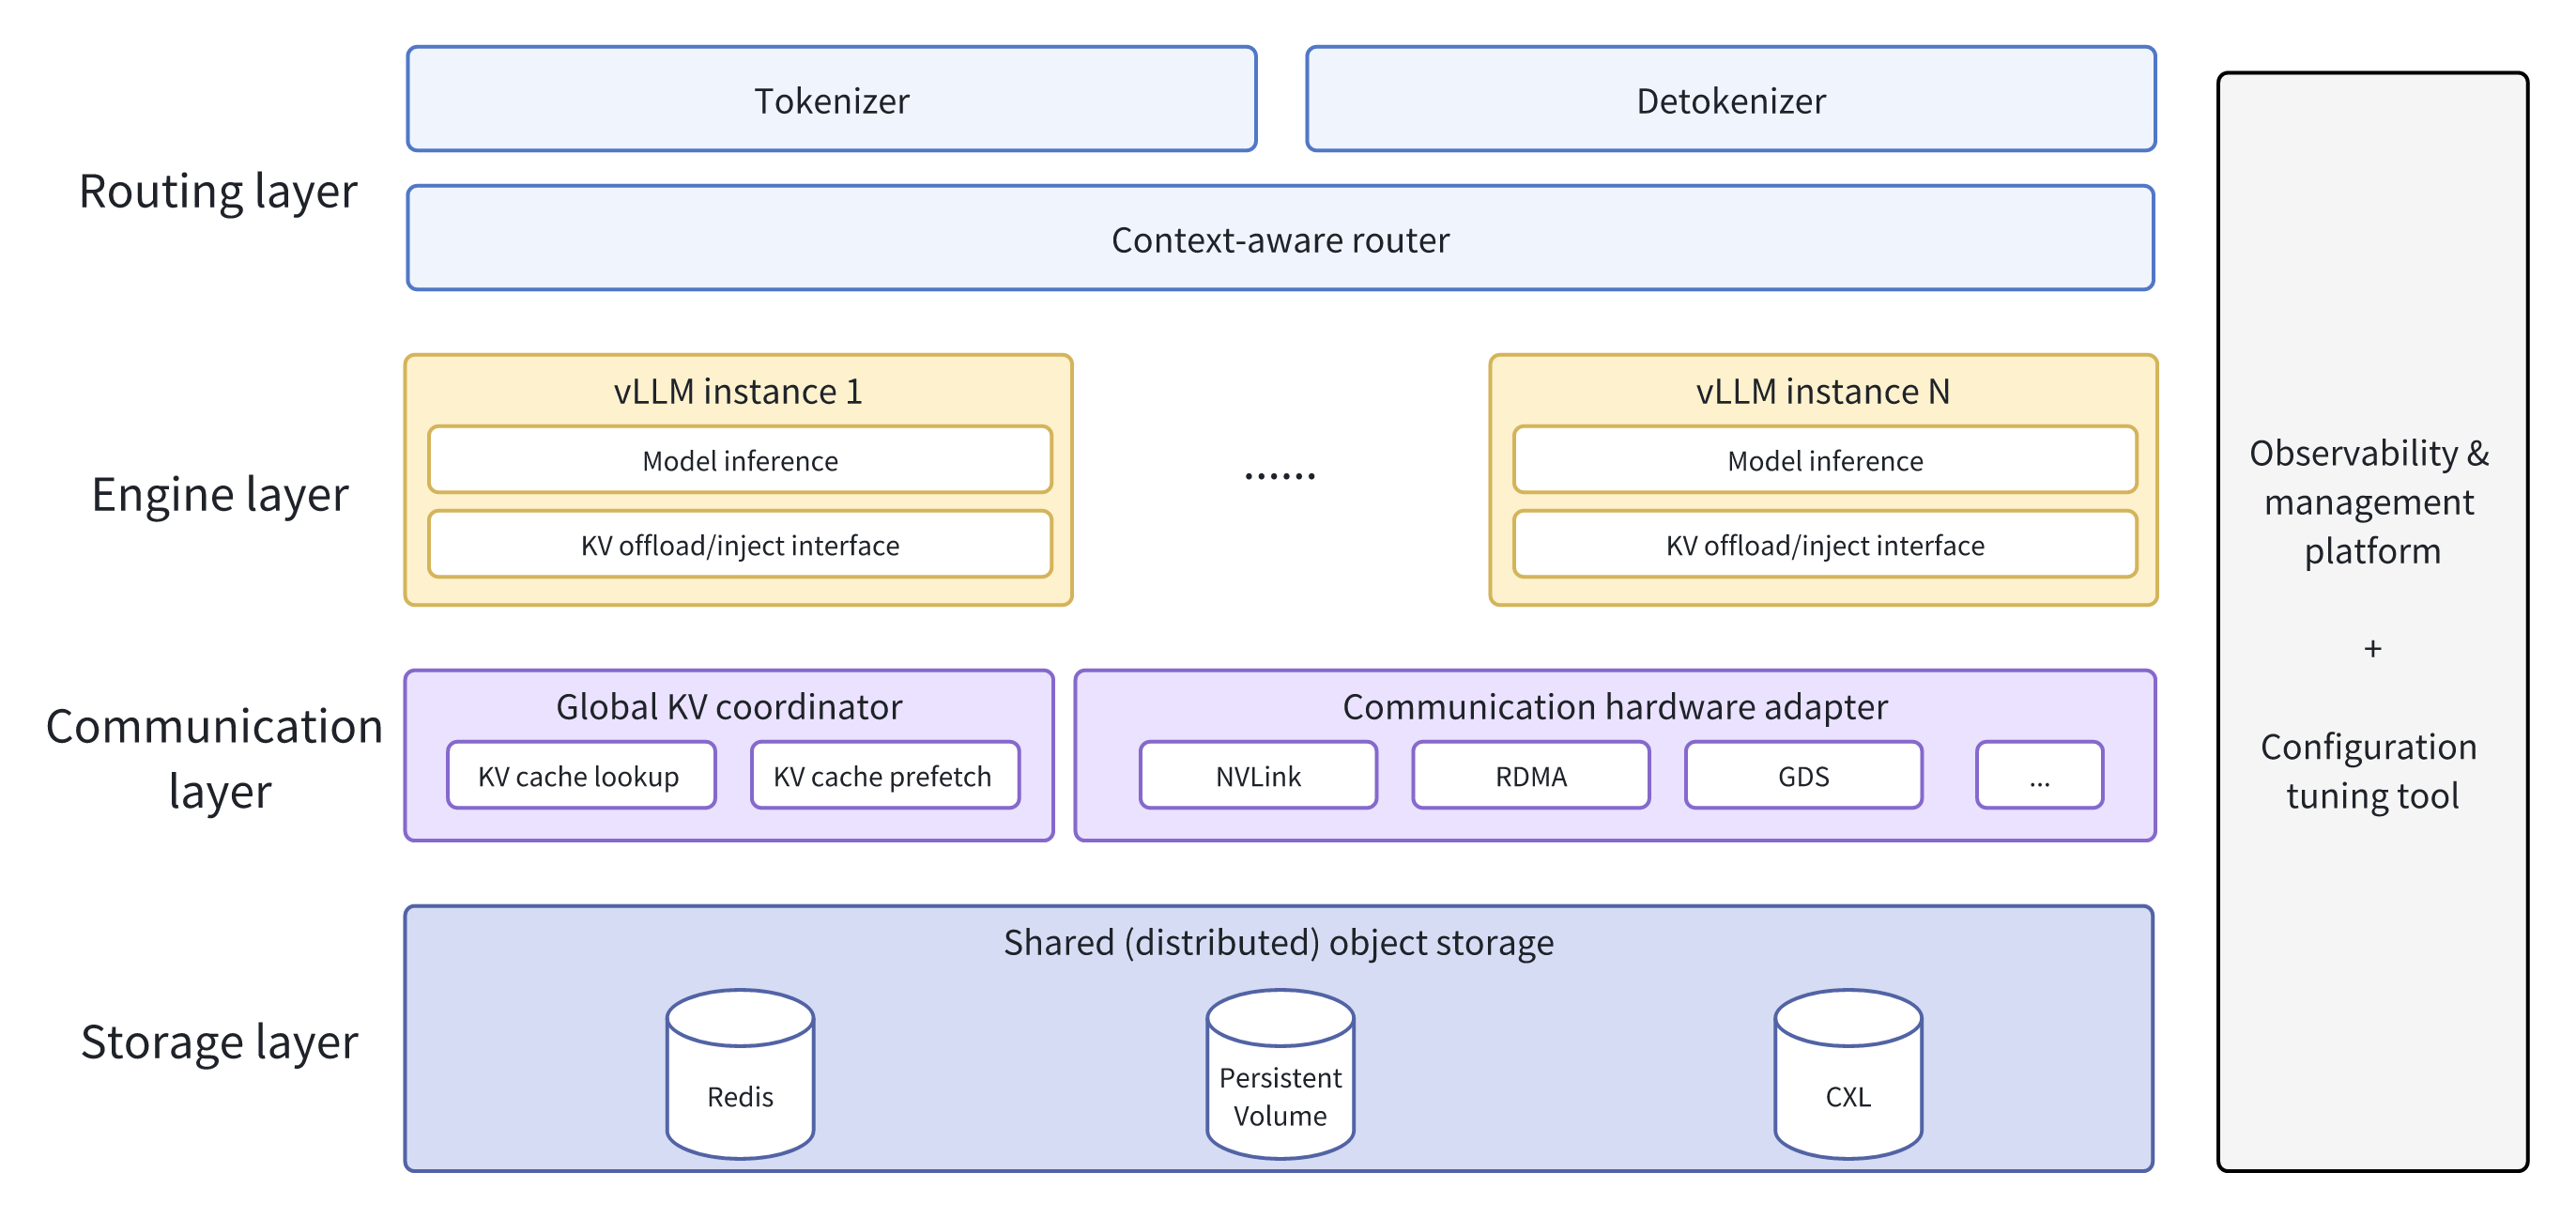 Routing layer
Tokenizer
Detokenizer
Context-aware router
Engine layer
vLLM instance 1
Model inference
KV offload/inject interface
......
vLLM instance N
Model inference
KV offload/inject interface
Communication
layer
Global KV coordinator
KV cache lookup
KV cache prefetch
Communication hardware adapter
NVLink
RDMA
GDS
...
Storage layer
Shared (distributed) object storage
Redis
Persistent
Volume
CXL
Observability &
management
platform
+
Configuration
tuning tool